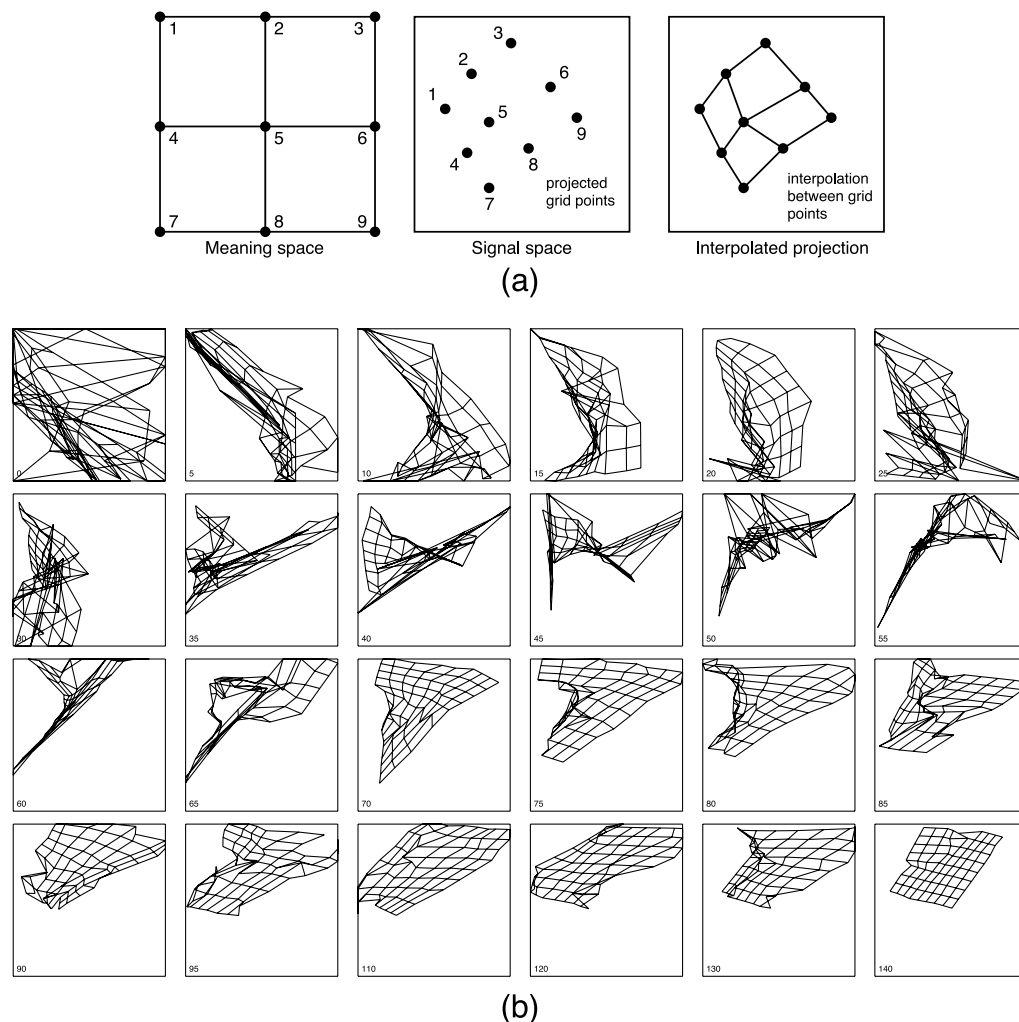 1 2 3
4 5 6
7 8 9
Meaning space
3
2
6
1
5
9
4
8
7
projected
grid points
Signal space
interpolation
between grid
points
Interpolated projection
(a)
0 5 10 15 20 25
30 35 40 45 50 55
60 65 70 75 80 85
90 95 110 120 130 140
(b)